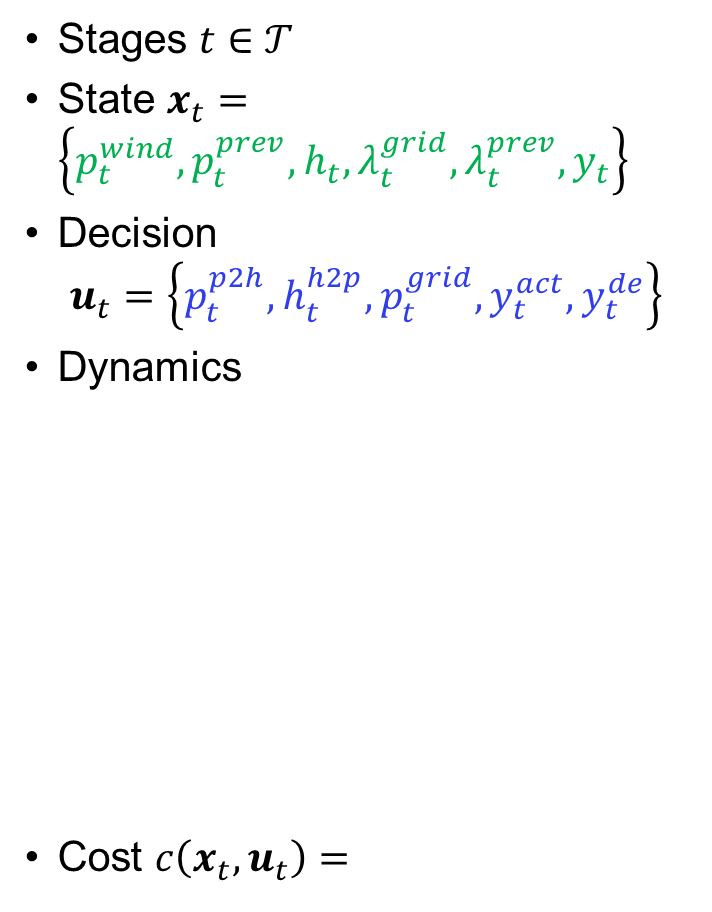 • Stages t ∈ 𝒯
• State 𝒙_t =
{p_t^{wind}, p_t^{prev}, h_t, λ_t^{grid}, λ_t^{prev}, y_t}
• Decision
𝒖_t = {p_t^{p2h}, h_t^{h2p}, p_t^{grid}, y_t^{act}, y_t^{de}}
• Dynamics
• Cost c(𝒙_t, 𝒖_t) =